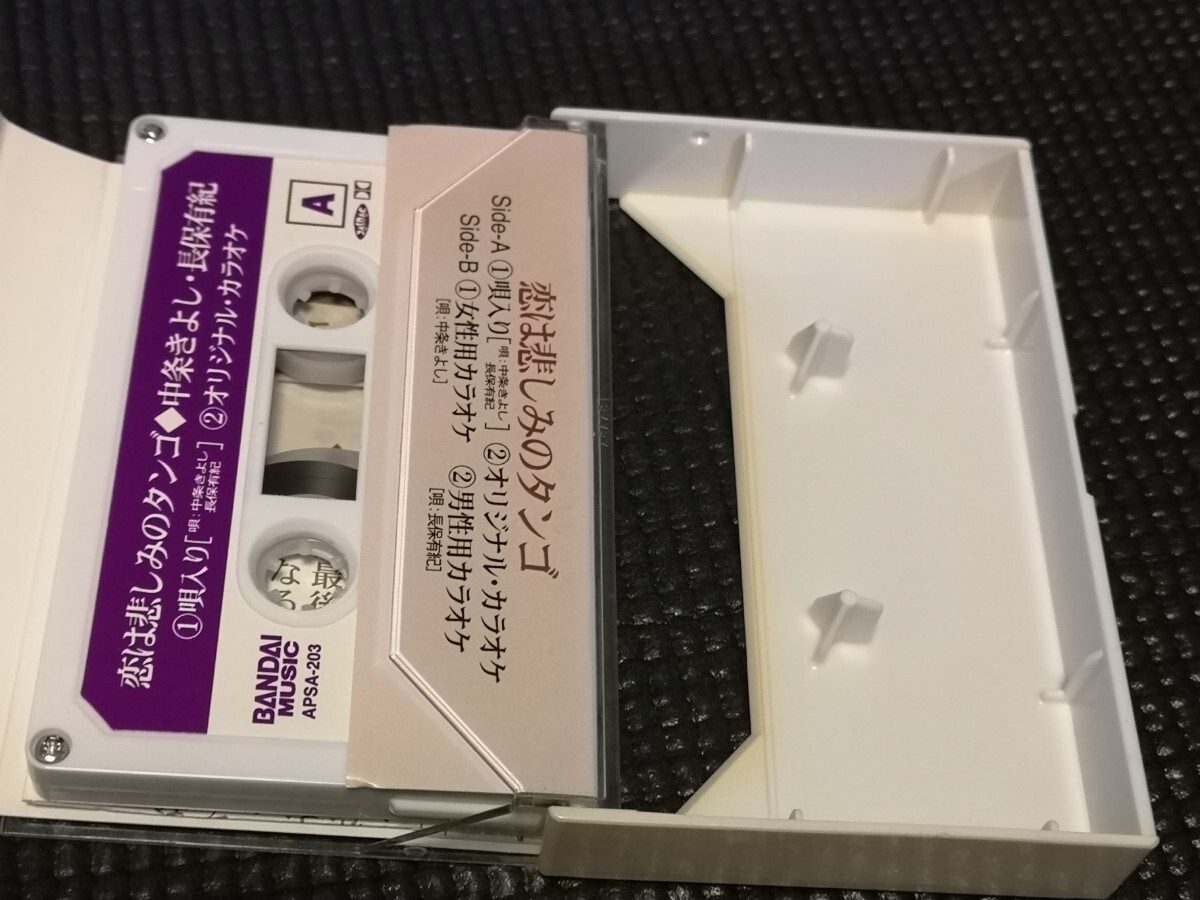 恋は悲しみのタンゴ◆中条きよし・長保有紀
①唄入り[唄:中条きよし
長保有紀] ②オリジナル・カラオケ
A
BANDAI
MUSIC
APSA-203
最後
なろ
恋は悲しみのタンゴ
Side-A ①唄入り[唄:中条きよし
長保有紀] ②オリジナル・カラオケ
Side-B ①女性用カラオケ ②男性用カラオケ
[唄:中条きよし] [唄:長保有紀]